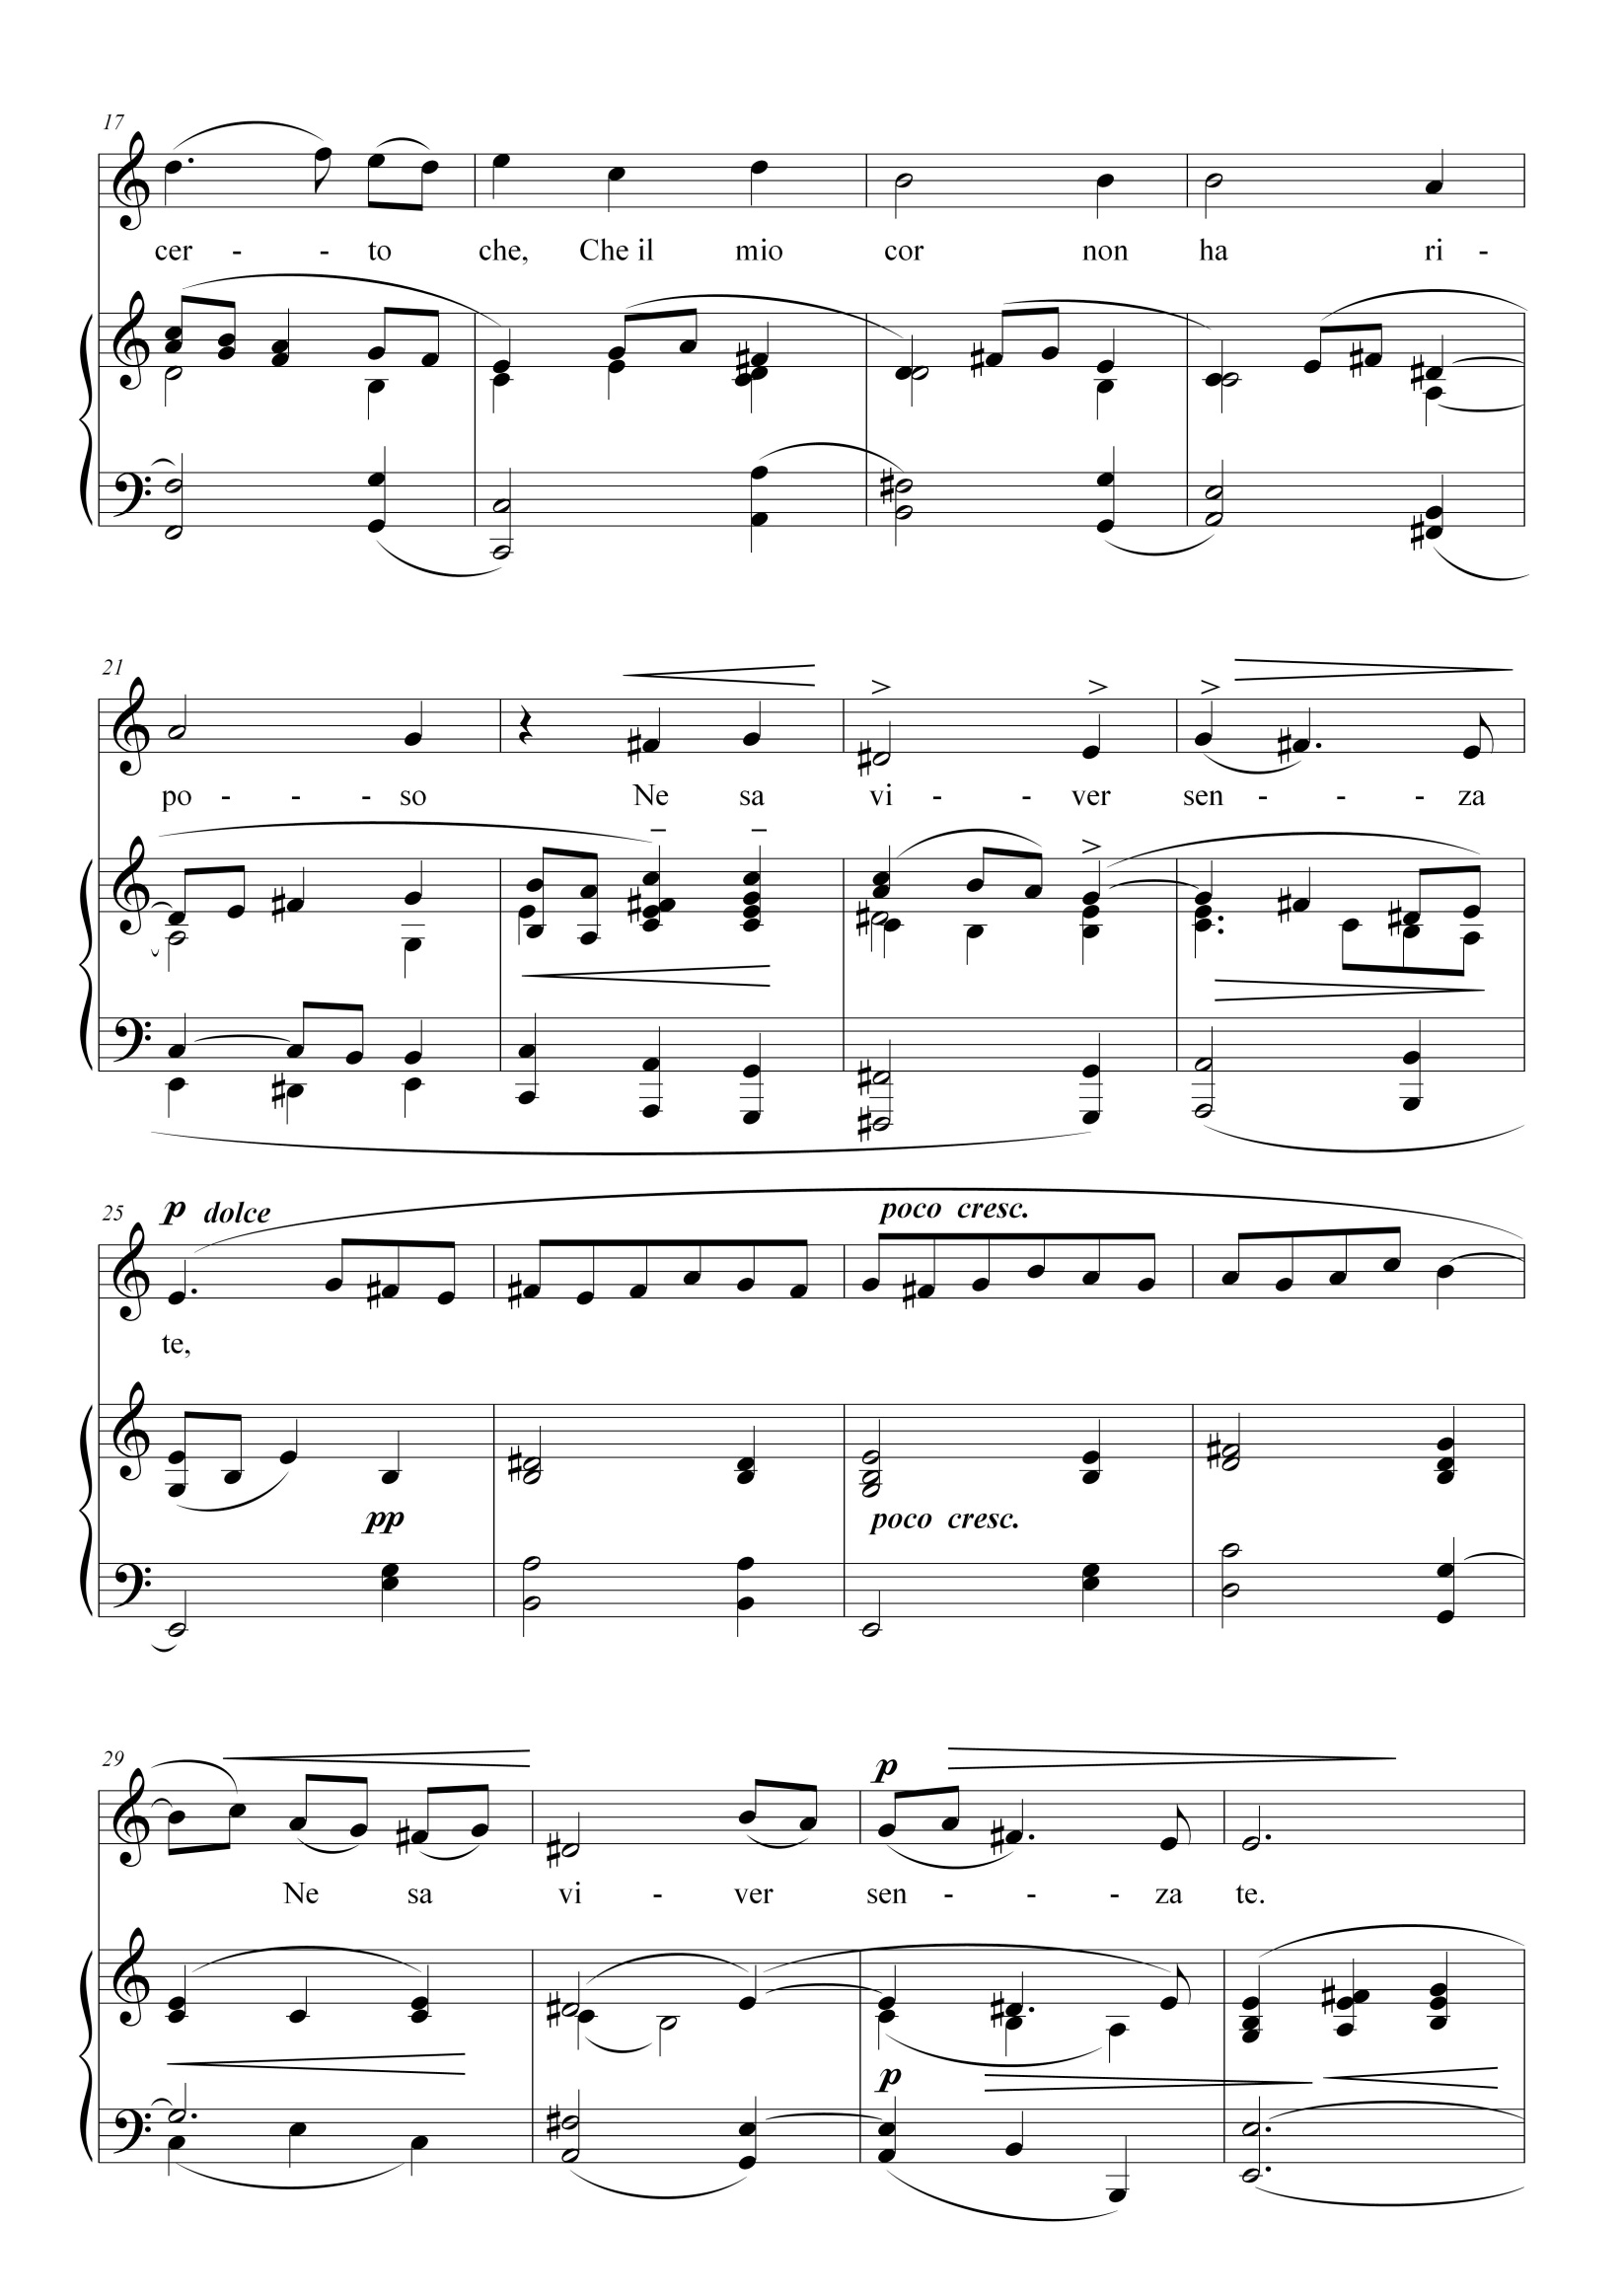 17
cer - - to che, Che il mio cor non ha ri -
21
po - - - so Ne sa vi - - ver sen - - - za
25
p dolce poco cresc.
te,
pp poco cresc.
29
p
Ne sa vi - ver sen - - - za te.
p